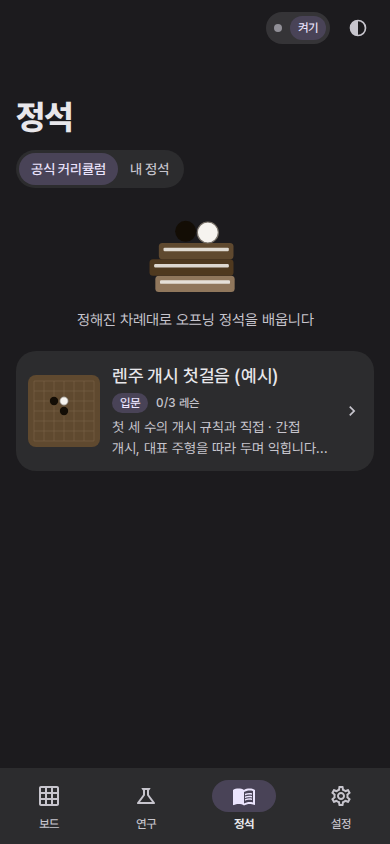 켜기
정석
공식 커리큘럼
내 정석
정해진 차례대로 오프닝 정석을 배웁니다
렌주 개시 첫걸음 (예시)
입문 0/3 레슨
첫 세 수의 개시 규칙과 직접 · 간접
개시, 대표 주형을 따라 두며 익힙니다…
보드
연구
정석
설정